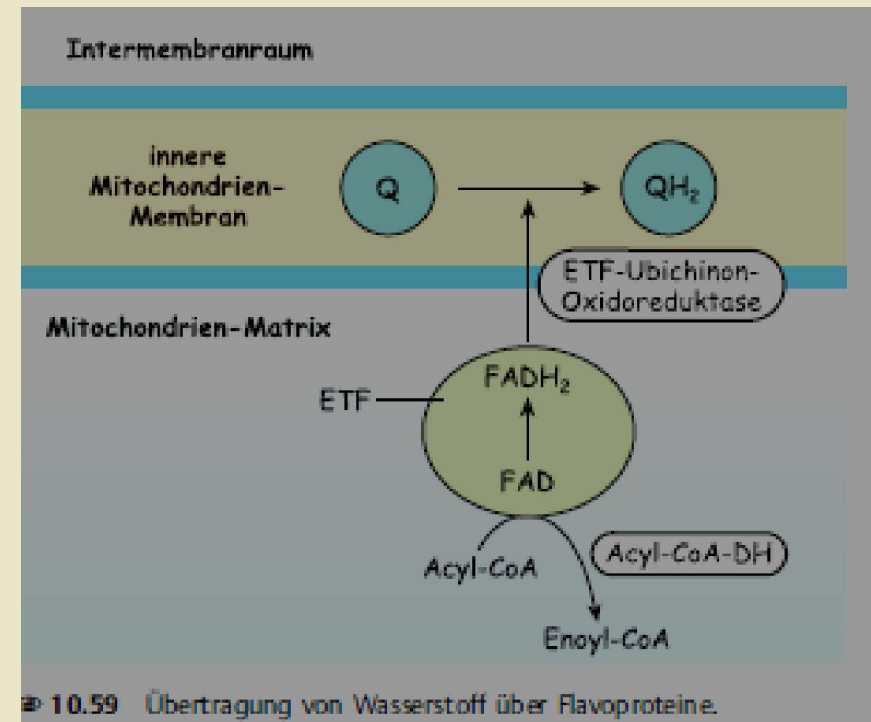 Intermembranraum
innere
Mitochondrien-
Membran
Q
QH₂
ETF-Ubichinon-
Oxidoreduktase
Mitochondrien-Matrix
FADH₂
ETF
FAD
Acyl-CoA
Acyl-CoA-DH
Enoyl-CoA
10.59 Übertragung von Wasserstoff über Flavoproteine.